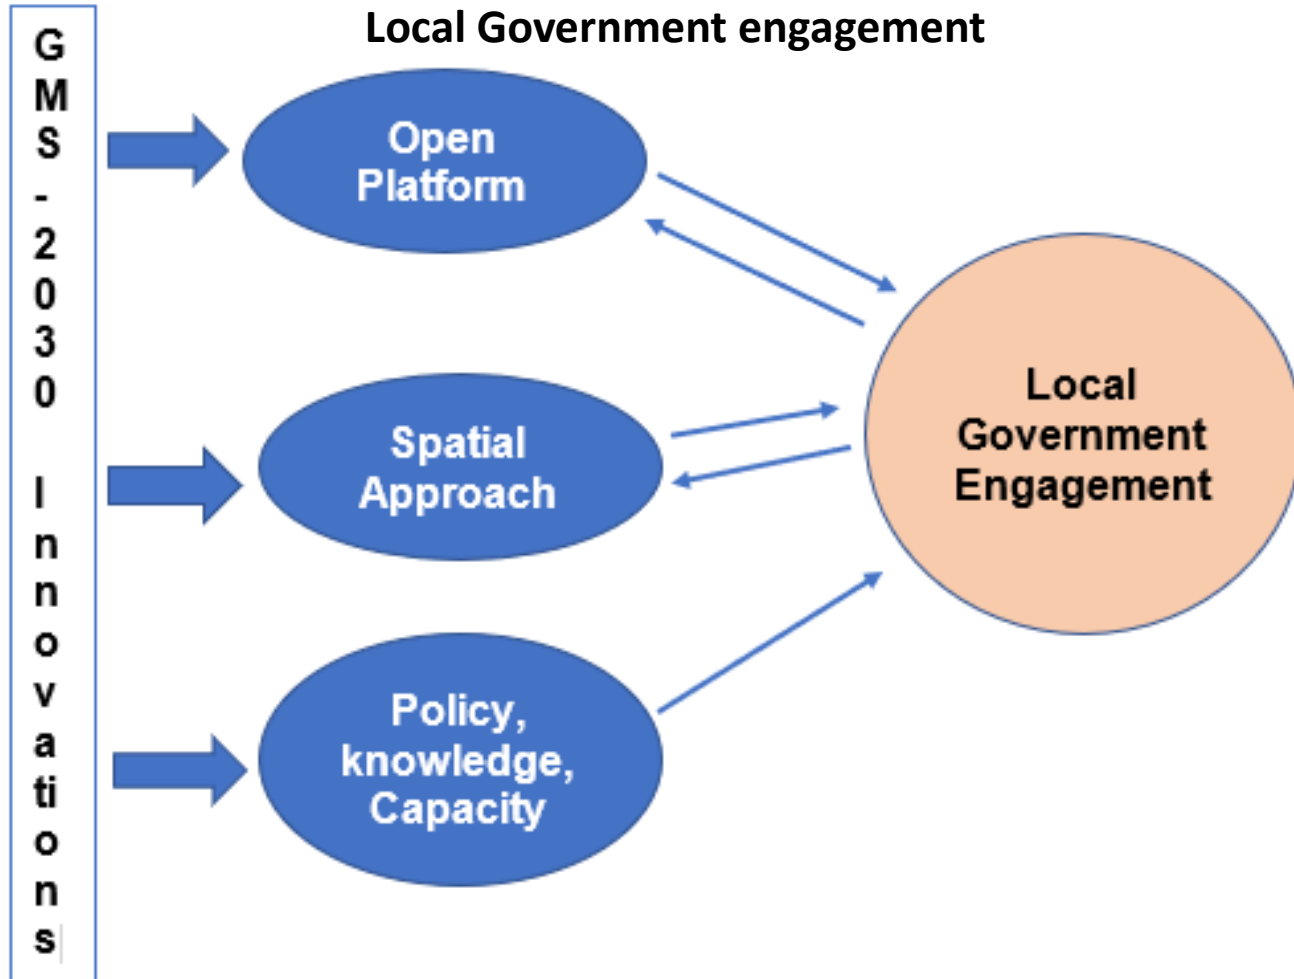 Local Government engagement
GMS-2030 Innovations
Open
Platform
Spatial
Approach
Policy,
knowledge,
Capacity
Local
Government
Engagement